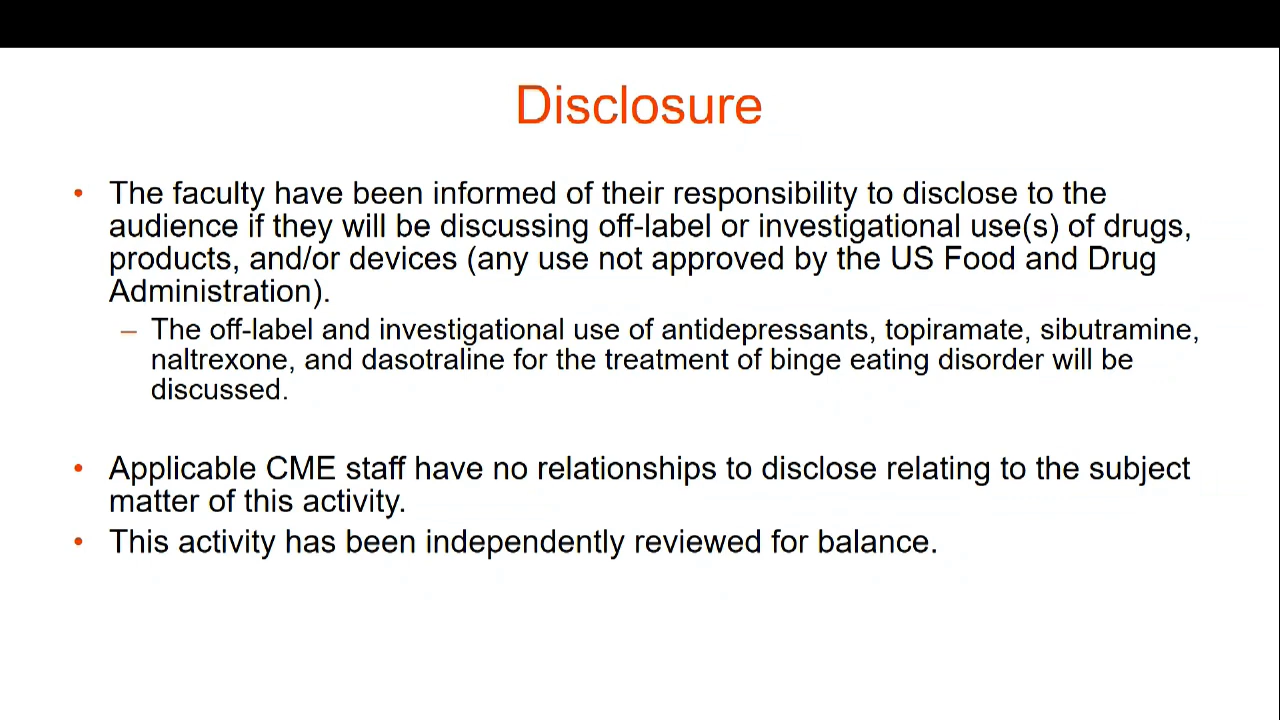 Disclosure
• The faculty have been informed of their responsibility to disclose to the
audience if they will be discussing off-label or investigational use(s) of drugs,
products, and/or devices (any use not approved by the US Food and Drug
Administration).
– The off-label and investigational use of antidepressants, topiramate, sibutramine,
naltrexone, and dasotraline for the treatment of binge eating disorder will be
discussed.
• Applicable CME staff have no relationships to disclose relating to the subject
matter of this activity.
• This activity has been independently reviewed for balance.